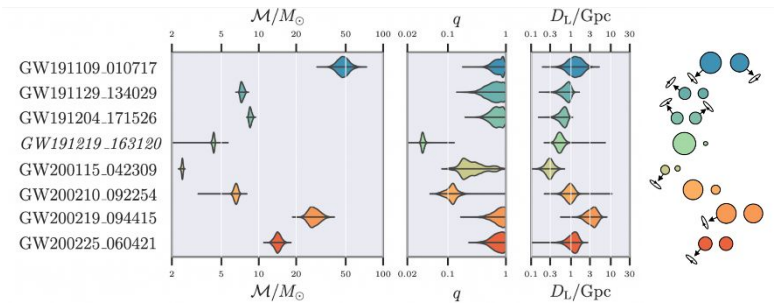 ℳ/M⊙ q D_L/Gpc
2 5 10 20 50 100 0.02 0.1 1 0.1 0.3 1 3 10 30
GW191109_010717
GW191129_134029
GW191204_171526
GW191219_163120
GW200115_042309
GW200210_092254
GW200219_094415
GW200225_060421
2 5 10 20 50 100 0.02 0.1 1 0.1 0.3 1 3 10 30
ℳ/M⊙ q D_L/Gpc